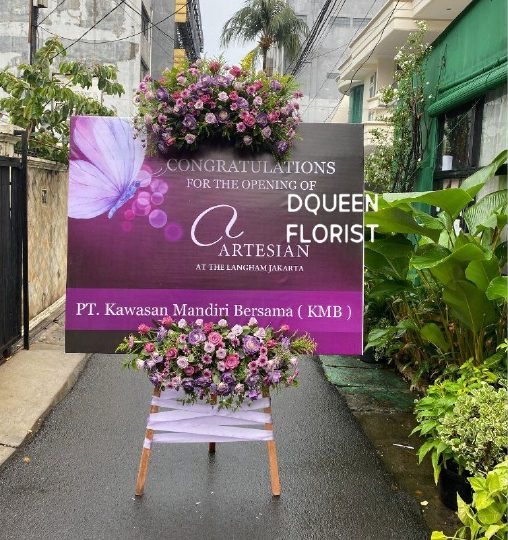 CONGRATULATIONS
FOR THE OPENING OF
a
ARTESIAN
AT THE LANGHAM JAKARTA
PT. Kawasan Mandiri Bersama ( KMB )
DQUEEN
FLORIST